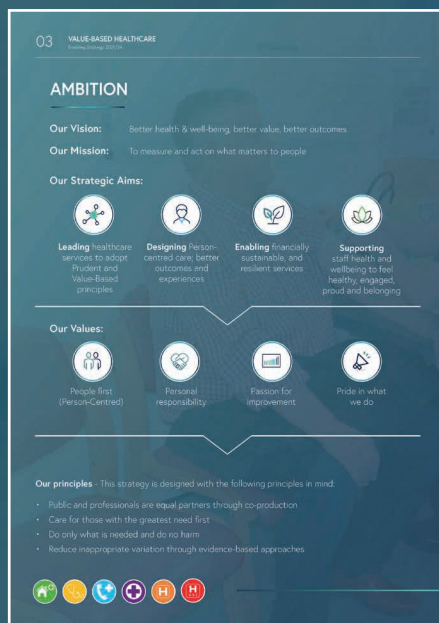 03
VALUE-BASED HEALTHCARE
AMBITION
Our Vision: Better health & well-being, better value, better outcomes
Our Mission: To measure and act on what matters to people
Our Strategic Aims:
Leading healthcare
services to adopt
Prudent and
Value-Based
principles
Designing Person-
centred care; better
outcomes and
experiences
Enabling financially
sustainable, and
resilient services
Supporting
staff health and
wellbeing to feel
healthy, engaged,
proud and belonging
Our Values:
People first
(Person-Centred)
Personal
responsibility
Passion for
improvement
Pride in what
we do
Our principles - This strategy is designed with the following principles in mind:
• Public and professionals are equal partners through co-production
• Care for those with the greatest need first
• Do only what is needed and do no harm
• Reduce inappropriate variation through evidence-based approaches
H
H